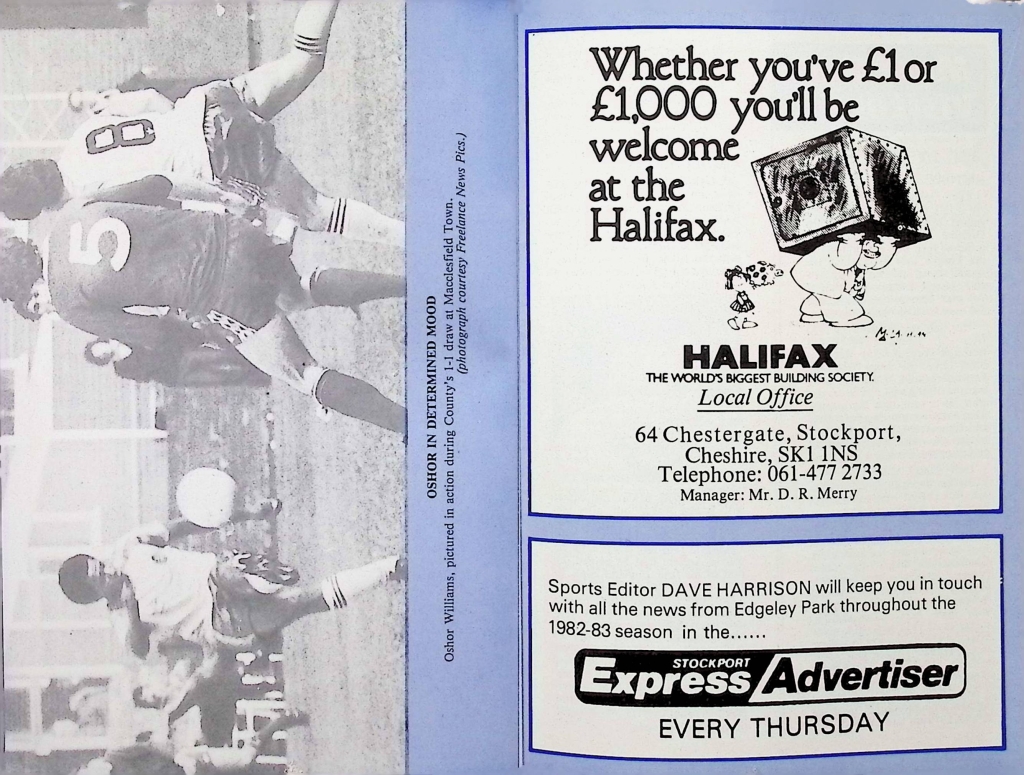 8
5
OSHOR IN DETERMINED MOOD
Oshor Williams, pictured in action during County's 1-1 draw at Macclesfield Town.
(photograph courtesy Freelance News Pics.)
Whether you've £1 or
£1,000 you'll be
welcome
at the
Halifax.
HALIFAX
THE WORLD'S BIGGEST BUILDING SOCIETY.
Local Office
64 Chestergate, Stockport,
Cheshire, SK1 1NS
Telephone: 061-477 2733
Manager: Mr. D. R. Merry
Sports Editor DAVE HARRISON will keep you in touch
with all the news from Edgeley Park throughout the
1982-83 season in the......
STOCKPORT
Express Advertiser
EVERY THURSDAY